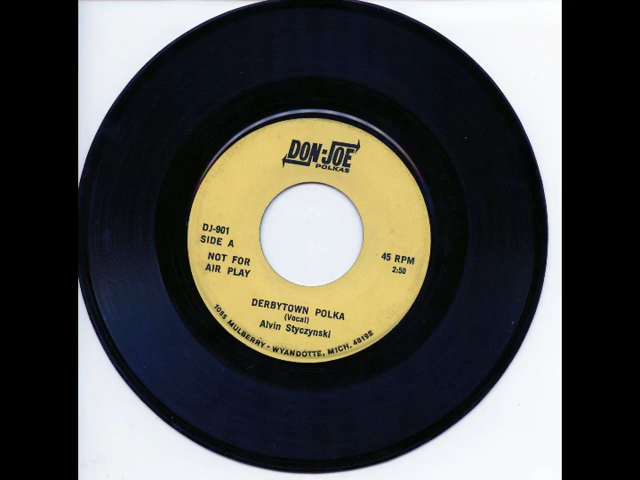 DON-JOE
POLKAS
DJ-901
SIDE A
NOT FOR
AIR PLAY
45 RPM
2:50
DERBYTOWN POLKA
(Vocal)
Alvin Styczynski
1055 MULBERRY - WYANDOTTE, MICH. 48192